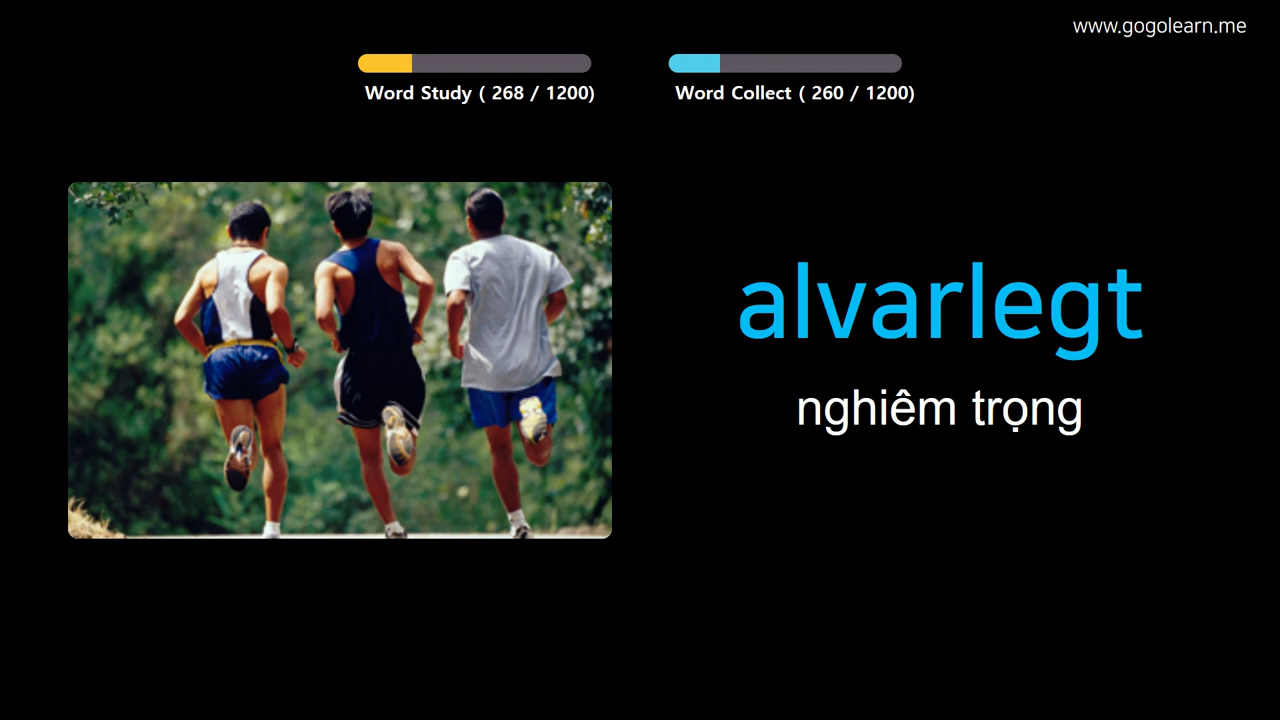 www.gogolearn.me
Word Study ( 268 / 1200)
Word Collect ( 260 / 1200)
alvarlegt
nghiêm trọng